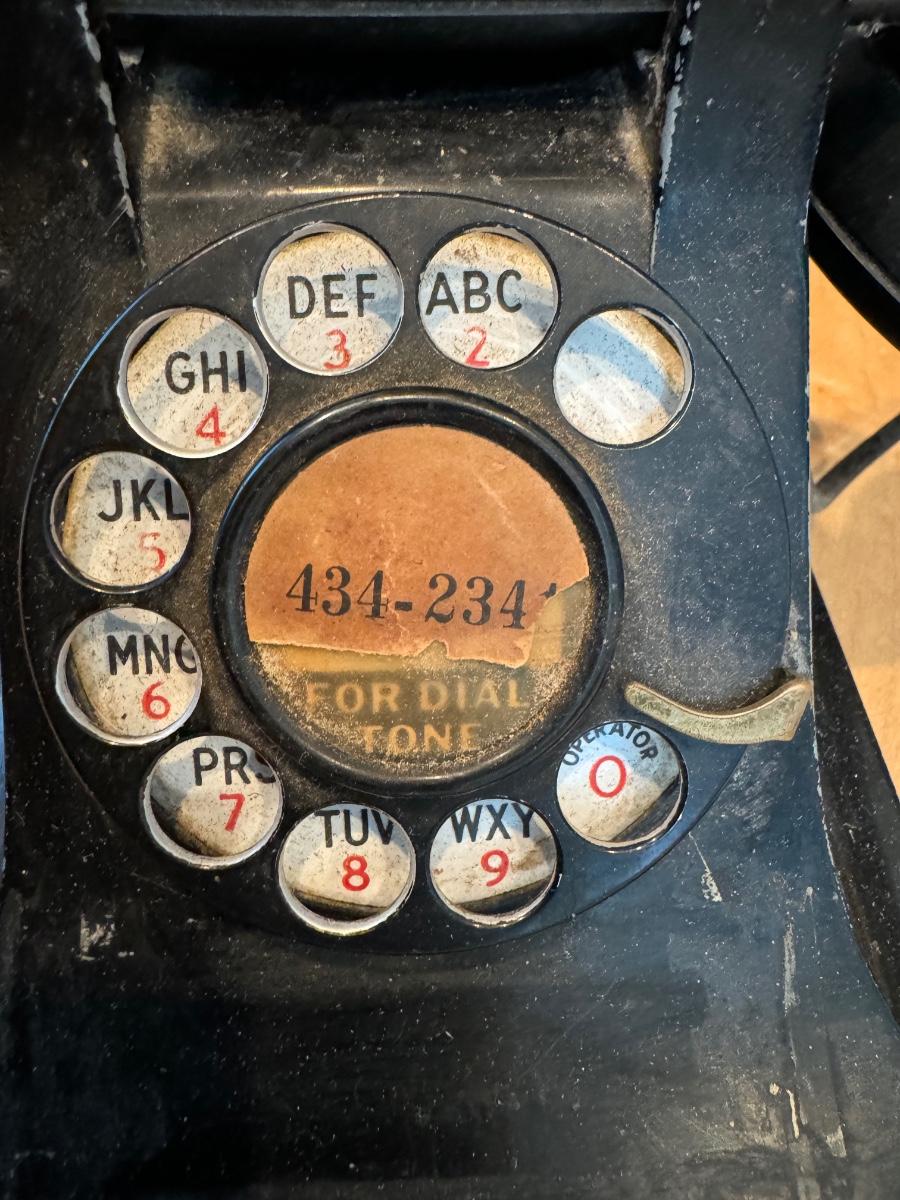 ABC
2
DEF
3
GHI
4
JKL
5
MNO
6
PRS
7
TUV
8
WXY
9
OPERATOR
0
434-234
FOR DIAL
TONE